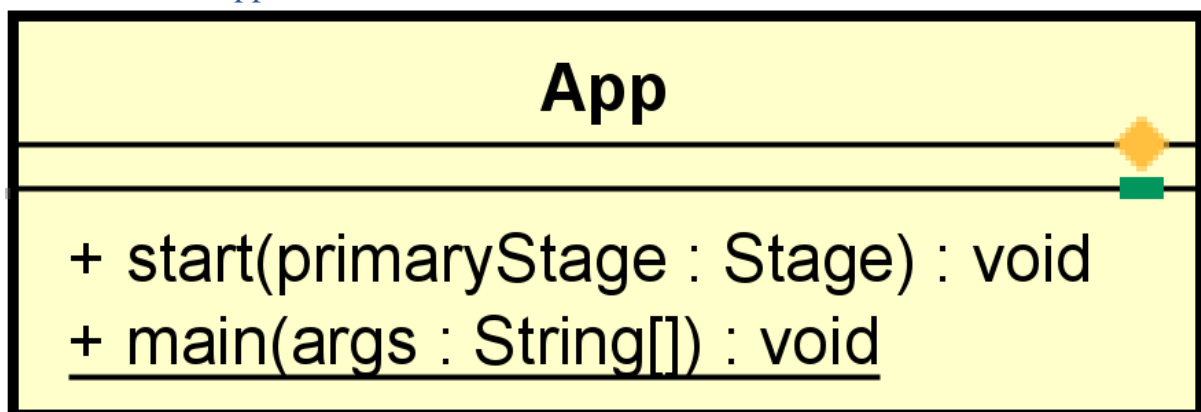 App
+ start(primaryStage : Stage) : void
+ main(args : String[]) : void